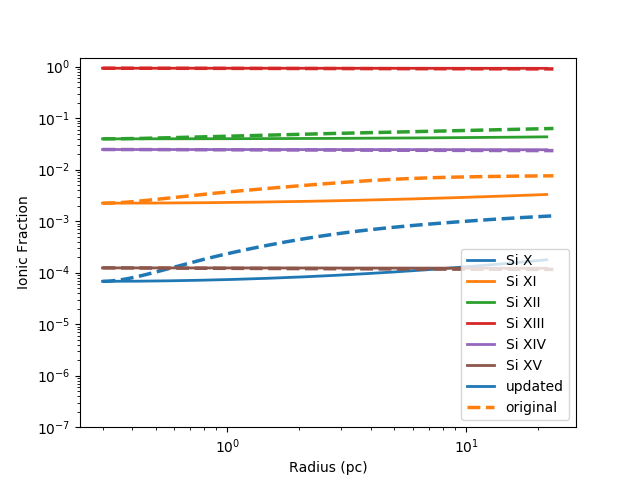 10⁰
10⁻¹
10⁻²
10⁻³
10⁻⁴
10⁻⁵
10⁻⁶
10⁻⁷
Ionic Fraction
Si X
Si XI
Si XII
Si XIII
Si XIV
Si XV
updated
original
10⁰
10¹
Radius (pc)